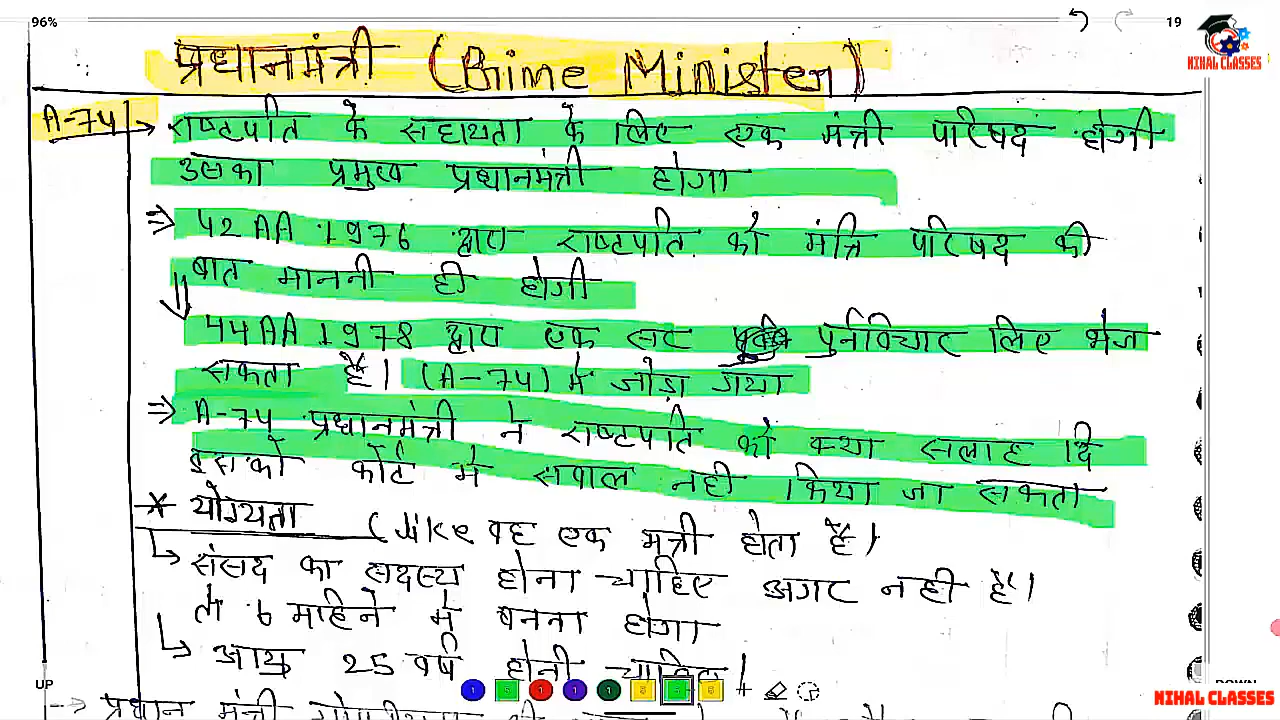 96%
19
NIHAL CLASSES
प्रधानमंत्री (Prime Minister)
A-74 → राष्ट्रपति के सहायता के लिए एक मंत्री परिषद होगी
उसका प्रमुख प्रधानमंत्री होगा
⇒ 42 AA 1976 द्वारा राष्ट्रपति को मंत्रि परिषद की
बात माननी ही होगी
44 AA 1978 द्वारा एक बार पुर्नविचार लिए भेज
सकता है। (A-74) में जोड़ा गया
⇒ A-74 प्रधानमंत्री ने राष्ट्रपति को क्या सलाह दि
इसको कोर्ट मे सवाल नही किया जा सकता
* योग्यता (like वह एक मंत्री होता है)
संसद का सदस्य होना चाहिए अगर नही है।
तो 6 माहिने मे बनना होगा
आयु 25 वर्ष होनी चाहिए।
UP
DOWN
प्रधान मंत्री
NIHAL CLASSES